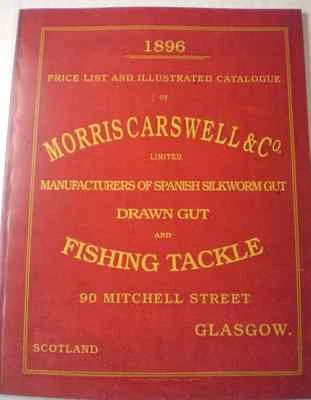 1896
PRICE LIST AND ILLUSTRATED CATALOGUE
OF
MORRIS CARSWELL & Co.
LIMITED
MANUFACTURERS OF SPANISH SILKWORM GUT
DRAWN GUT
AND
FISHING TACKLE
90 MITCHELL STREET
GLASGOW.
SCOTLAND